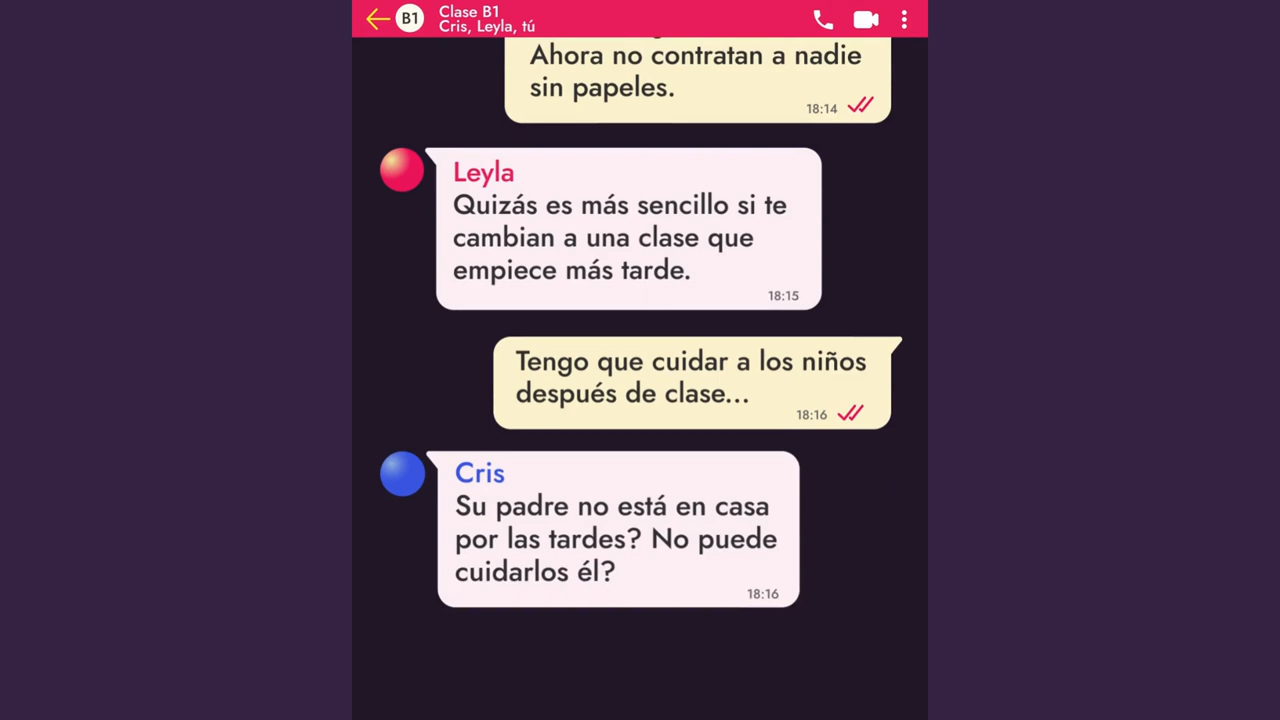 B1
Clase B1
Cris, Leyla, tú
Ahora no contratan a nadie
sin papeles.
18:14
Leyla
Quizás es más sencillo si te
cambian a una clase que
empiece más tarde.
18:15
Tengo que cuidar a los niños
después de clase...
18:16
Cris
Su padre no está en casa
por las tardes? No puede
cuidarlos él?
18:16